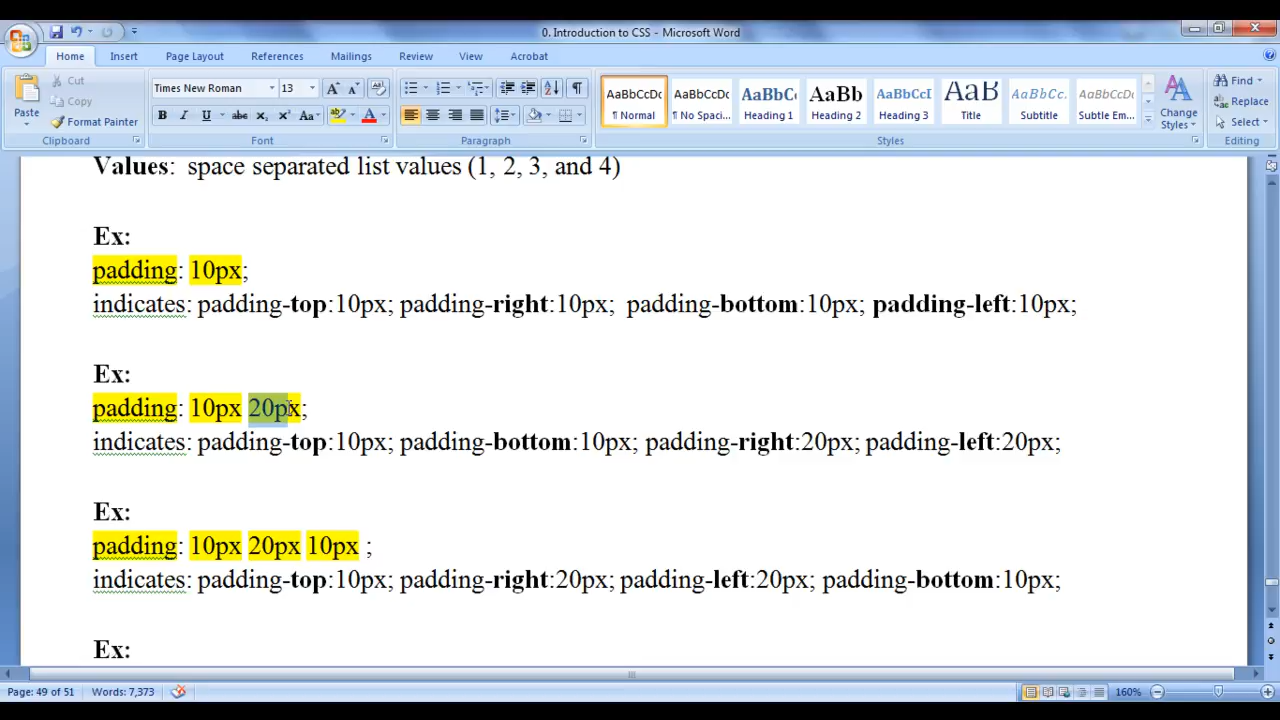 0. Introduction to CSS - Microsoft Word
Home Insert Page Layout References Mailings Review View Acrobat
Paste
Cut
Copy
Format Painter
Clipboard
Times New Roman 13
Font
Paragraph
AaBbCcDc AaBbCcDc AaBbC AaBb AaBbCcI AaB AaBbCc. AaBbCcDc
¶ Normal ¶ No Spaci... Heading 1 Heading 2 Heading 3 Title Subtitle Subtle Em...
Change Styles
Styles
Find
Replace
Select
Editing
Values: space separated list values (1, 2, 3, and 4)
Ex:
padding: 10px;
indicates: padding-top:10px; padding-right:10px; padding-bottom:10px; padding-left:10px;
Ex:
padding: 10px 20px;
indicates: padding-top:10px; padding-bottom:10px; padding-right:20px; padding-left:20px;
Ex:
padding: 10px 20px 10px ;
indicates: padding-top:10px; padding-right:20px; padding-left:20px; padding-bottom:10px;
Ex:
Page: 49 of 51 Words: 7,373 160%